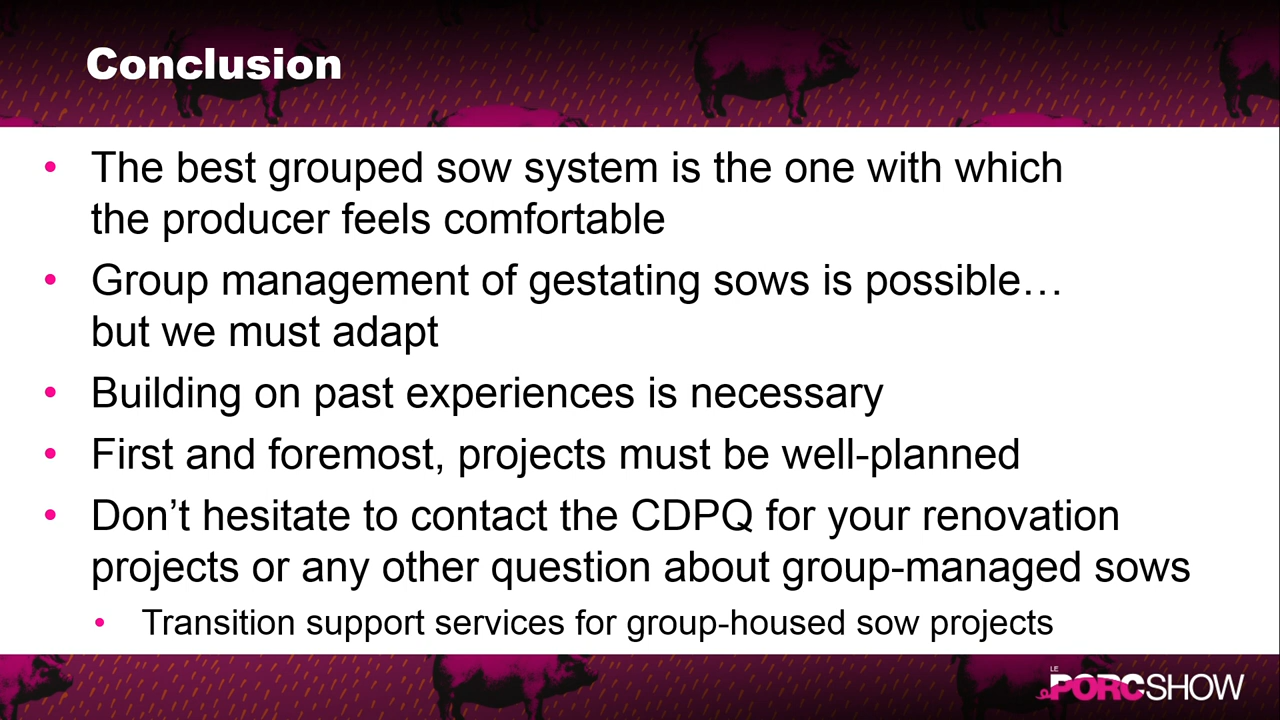 Conclusion
• The best grouped sow system is the one with which
the producer feels comfortable
• Group management of gestating sows is possible…
but we must adapt
• Building on past experiences is necessary
• First and foremost, projects must be well-planned
• Don’t hesitate to contact the CDPQ for your renovation
projects or any other question about group-managed sows
• Transition support services for group-housed sow projects
LE
PORCSHOW